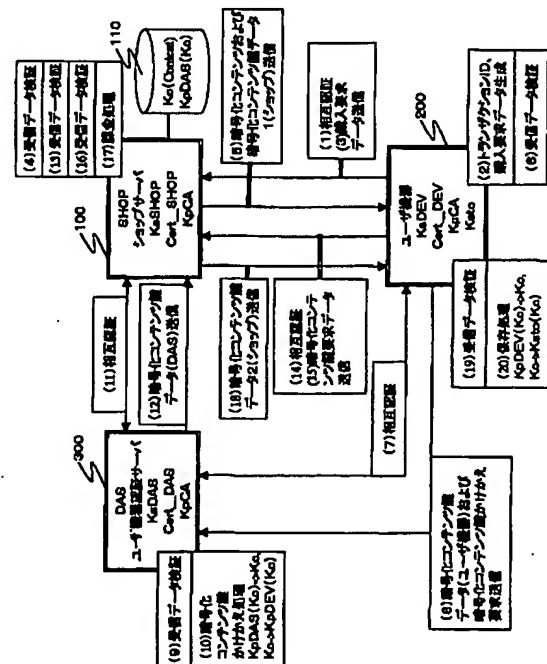 (4)受信データ検証
(13)受信データ検証
(16)受信データ検証
(17)課金処理
110
Kc(Content)
KpDAS(Kc)
100
SHOP
ショップサーバ
KsSHOP
Cert_SHOP
KpCA
(5)暗号化コンテンツおよび
暗号化コンテンツ鍵データ
1(ショップ)送信
(1)相互認証
(3)購入要求
データ送信
200
(2)トランザクションID、
購入要求データ生成
(6)受信データ検証
ユーザ機器
KsDEV
Cert_DEV
KpCA
Ksto
(19)受信データ検証
(20)保存処理
KpDEV(Kc)->Kc,
Kc->Ksto(Kc)
(11)相互認証
(12)暗号化コンテンツ鍵
データ(DAS)送信
(18)暗号化コンテンツ鍵
データ2(ショップ)送信
(14)相互認証
(15)暗号化コンテ
ンツ鍵要求データ
送信
(7)相互認証
300
DAS
ユーザ機器認証サーバ
KsDAS
Cert_DAS
KpCA
(9)受信データ検証
(10)暗号化
コンテンツ鍵
かけかえ処理
KpDAS(Kc)->Kc,
Kc->KpDEV(Kc)
(8)暗号化コンテンツ鍵
データ(ユーザ機器)および
暗号化コンテンツ鍵かけかえ
要求送信